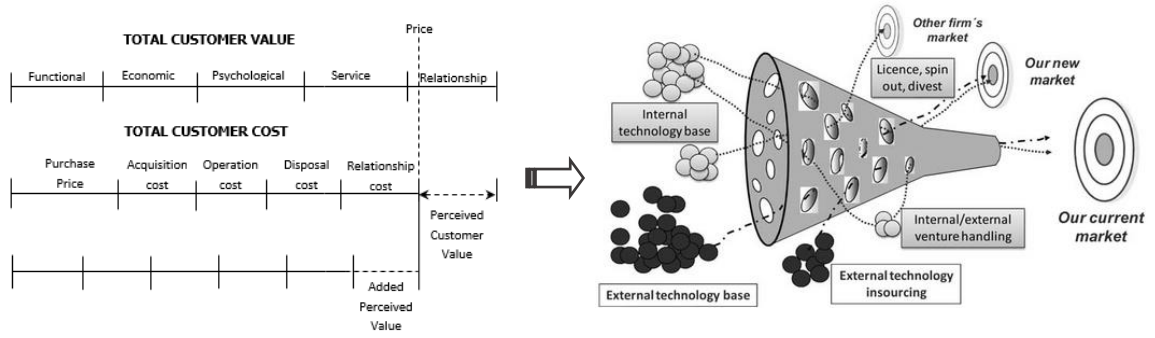 Price
TOTAL CUSTOMER VALUE
Functional
Economic
Psychological
Service
Relationship
TOTAL CUSTOMER COST
Purchase
Price
Acquisition
cost
Operation
cost
Disposal
cost
Relationship
cost
Perceived
Customer
Value
Added
Perceived
Value
Other firm´s
market
Our new
market
Licence, spin
out, divest
Internal
technology base
Our current
market
Internal/external
venture handling
External technology
insourcing
External technology base